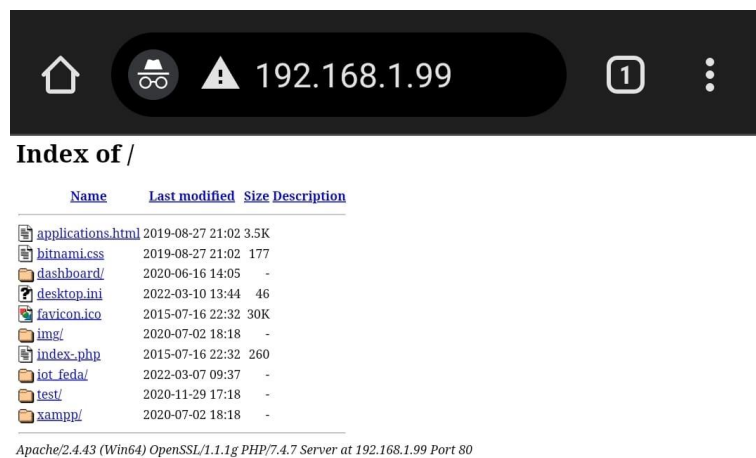 192.168.1.99
1
Index of /
Name Last modified Size Description
applications.html 2019-08-27 21:02 3.5K
bitnami.css 2019-08-27 21:02 177
dashboard/ 2020-06-16 14:05 -
desktop.ini 2022-03-10 13:44 46
favicon.ico 2015-07-16 22:32 30K
img/ 2020-07-02 18:18 -
index-.php 2015-07-16 22:32 260
iot_feda/ 2022-03-07 09:37 -
test/ 2020-11-29 17:18 -
xampp/ 2020-07-02 18:18 -
Apache/2.4.43 (Win64) OpenSSL/1.1.1g PHP/7.4.7 Server at 192.168.1.99 Port 80